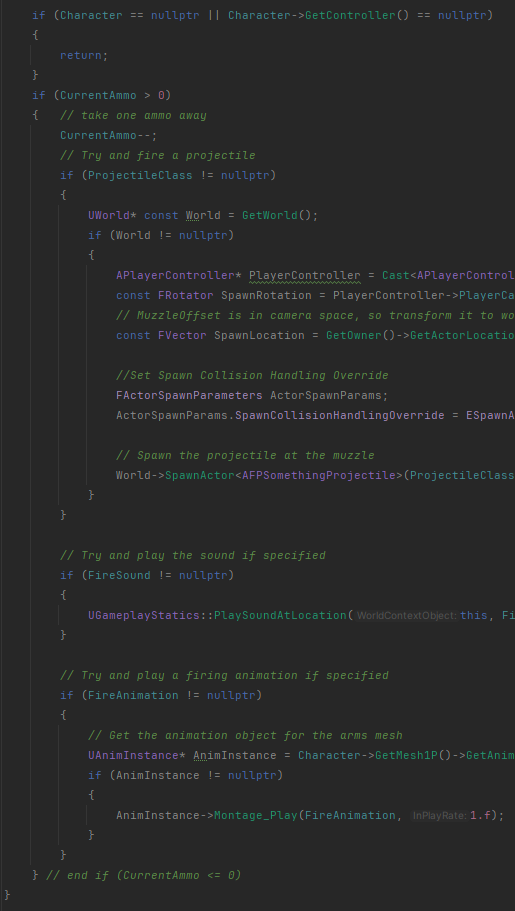 if (Character == nullptr || Character->GetController() == nullptr)
{
return;
}
if (CurrentAmmo > 0)
{ // take one ammo away
CurrentAmmo--;
// Try and fire a projectile
if (ProjectileClass != nullptr)
{
UWorld* const World = GetWorld();
if (World != nullptr)
{
APlayerController* PlayerController = Cast<APlayerControl
const FRotator SpawnRotation = PlayerController->PlayerCa
// MuzzleOffset is in camera space, so transform it to wo
const FVector SpawnLocation = GetOwner()->GetActorLocatio
//Set Spawn Collision Handling Override
FActorSpawnParameters ActorSpawnParams;
ActorSpawnParams.SpawnCollisionHandlingOverride = ESpawnA
// Spawn the projectile at the muzzle
World->SpawnActor<AFPSomethingProjectile>(ProjectileClass
}
}
// Try and play the sound if specified
if (FireSound != nullptr)
{
UGameplayStatics::PlaySoundAtLocation( WorldContextObject: this, Fi
}
// Try and play a firing animation if specified
if (FireAnimation != nullptr)
{
// Get the animation object for the arms mesh
UAnimInstance* AnimInstance = Character->GetMesh1P()->GetAnim
if (AnimInstance != nullptr)
{
AnimInstance->Montage_Play(FireAnimation, InPlayRate: 1.f);
}
}
} // end if (CurrentAmmo <= 0)
}